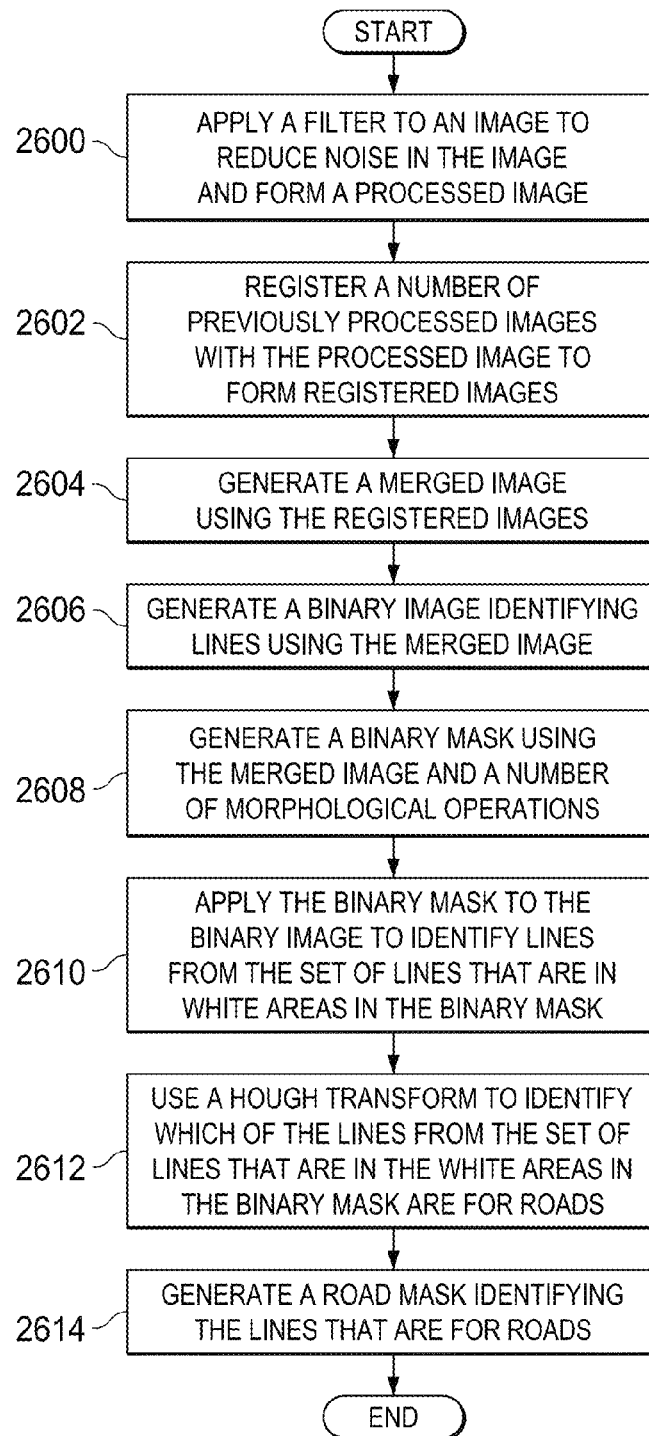 START
2600
APPLY A FILTER TO AN IMAGE TO
REDUCE NOISE IN THE IMAGE
AND FORM A PROCESSED IMAGE
2602
REGISTER A NUMBER OF
PREVIOUSLY PROCESSED IMAGES
WITH THE PROCESSED IMAGE TO
FORM REGISTERED IMAGES
2604
GENERATE A MERGED IMAGE
USING THE REGISTERED IMAGES
2606
GENERATE A BINARY IMAGE IDENTIFYING
LINES USING THE MERGED IMAGE
2608
GENERATE A BINARY MASK USING
THE MERGED IMAGE AND A NUMBER
OF MORPHOLOGICAL OPERATIONS
2610
APPLY THE BINARY MASK TO THE
BINARY IMAGE TO IDENTIFY LINES
FROM THE SET OF LINES THAT ARE IN
WHITE AREAS IN THE BINARY MASK
2612
USE A HOUGH TRANSFORM TO IDENTIFY
WHICH OF THE LINES FROM THE SET OF
LINES THAT ARE IN THE WHITE AREAS IN
THE BINARY MASK ARE FOR ROADS
2614
GENERATE A ROAD MASK IDENTIFYING
THE LINES THAT ARE FOR ROADS
END